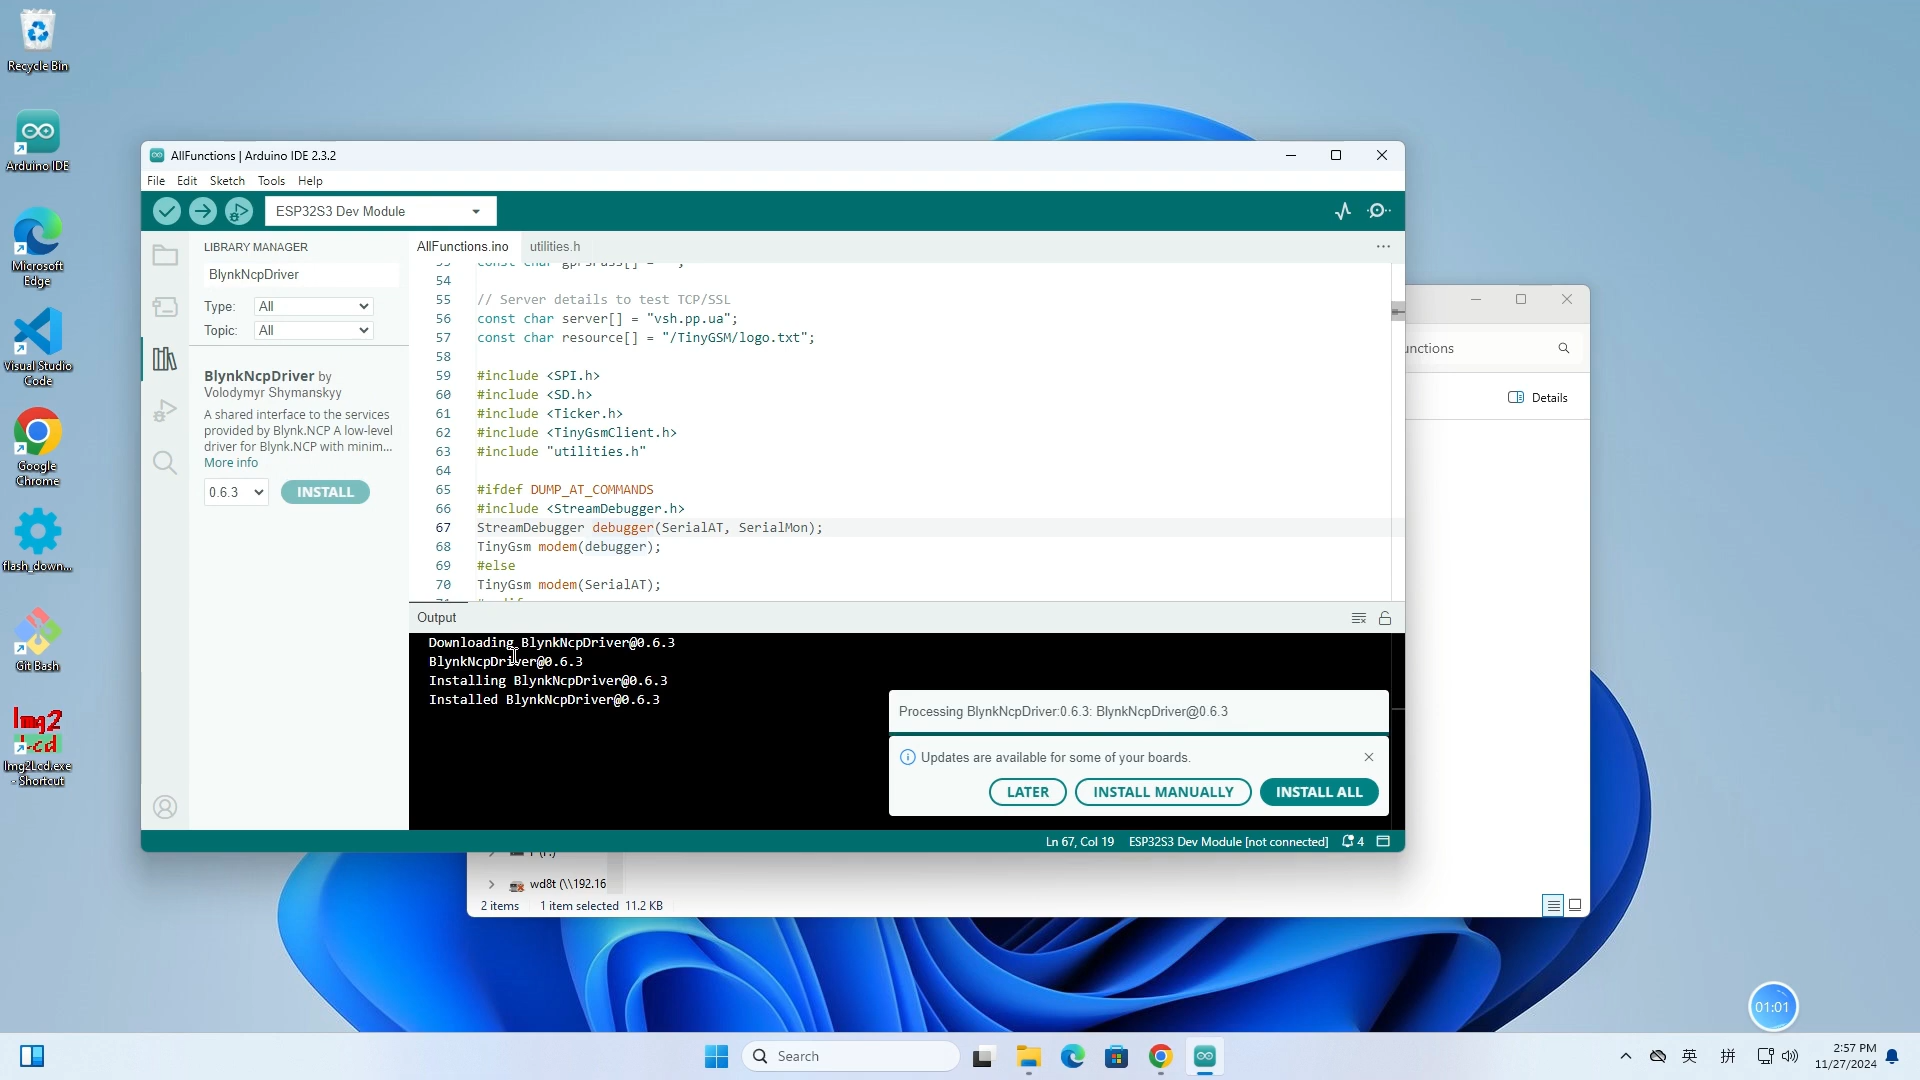 Recycle Bin
Arduino IDE
Microsoft
Edge
Visual Studio
Code
Google
Chrome
flash_down...
Git Bash
Img2
Lcd
Img2Lcd.exe
- Shortcut
AllFunctions | Arduino IDE 2.3.2
File Edit Sketch Tools Help
ESP32S3 Dev Module
LIBRARY MANAGER
BlynkNcpDriver
Type: All
Topic: All
BlynkNcpDriver by
Volodymyr Shymanskyy
A shared interface to the services
provided by Blynk.NCP A low-level
driver for Blynk.NCP with minim...
More info
0.6.3 INSTALL
AllFunctions.ino utilities.h
54
55 // Server details to test TCP/SSL
56 const char server[] = "vsh.pp.ua";
57 const char resource[] = "/TinyGSM/logo.txt";
58
59 #include <SPI.h>
60 #include <SD.h>
61 #include <Ticker.h>
62 #include <TinyGsmClient.h>
63 #include "utilities.h"
64
65 #ifdef DUMP_AT_COMMANDS
66 #include <StreamDebugger.h>
67 StreamDebugger debugger(SerialAT, SerialMon);
68 TinyGsm modem(debugger);
69 #else
70 TinyGsm modem(SerialAT);
Output
Downloading BlynkNcpDriver@0.6.3
BlynkNcpDriver@0.6.3
Installing BlynkNcpDriver@0.6.3
Installed BlynkNcpDriver@0.6.3
Processing BlynkNcpDriver:0.6.3: BlynkNcpDriver@0.6.3
Updates are available for some of your boards.
LATER INSTALL MANUALLY INSTALL ALL
Ln 67, Col 19 ESP32S3 Dev Module [not connected] 4
unctions
Details
wd8t (\\192.16
2 items 1 item selected 11.2 KB
01:01
Search
英 拼
2:57 PM
11/27/2024